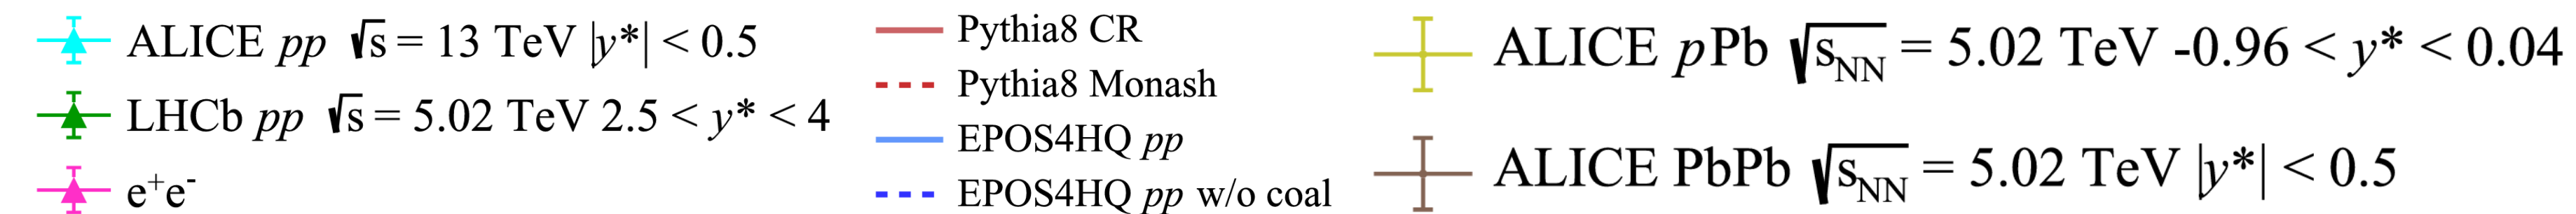 ALICE pp √s = 13 TeV |y*| < 0.5
LHCb pp √s = 5.02 TeV 2.5 < y* < 4
e⁺e⁻
Pythia8 CR
Pythia8 Monash
EPOS4HQ pp
EPOS4HQ pp w/o coal
ALICE pPb √sNN = 5.02 TeV -0.96 < y* < 0.04
ALICE PbPb √sNN = 5.02 TeV |y*| < 0.5